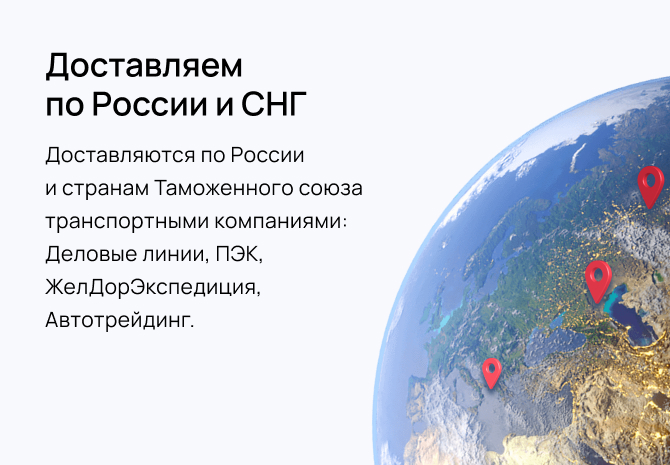 Доставляем
по России и СНГ
Доставляются по России
и странам Таможенного союза
транспортными компаниями:
Деловые линии, ПЭК,
ЖелДорЭкспедиция,
Автотрейдинг.